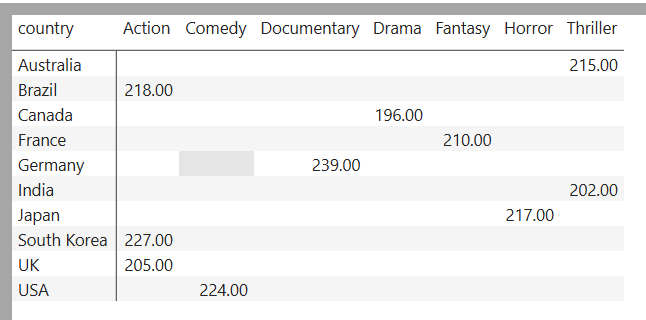 country Action Comedy Documentary Drama Fantasy Horror Thriller
Australia 215.00
Brazil 218.00
Canada 196.00
France 210.00
Germany 239.00
India 202.00
Japan 217.00
South Korea 227.00
UK 205.00
USA 224.00